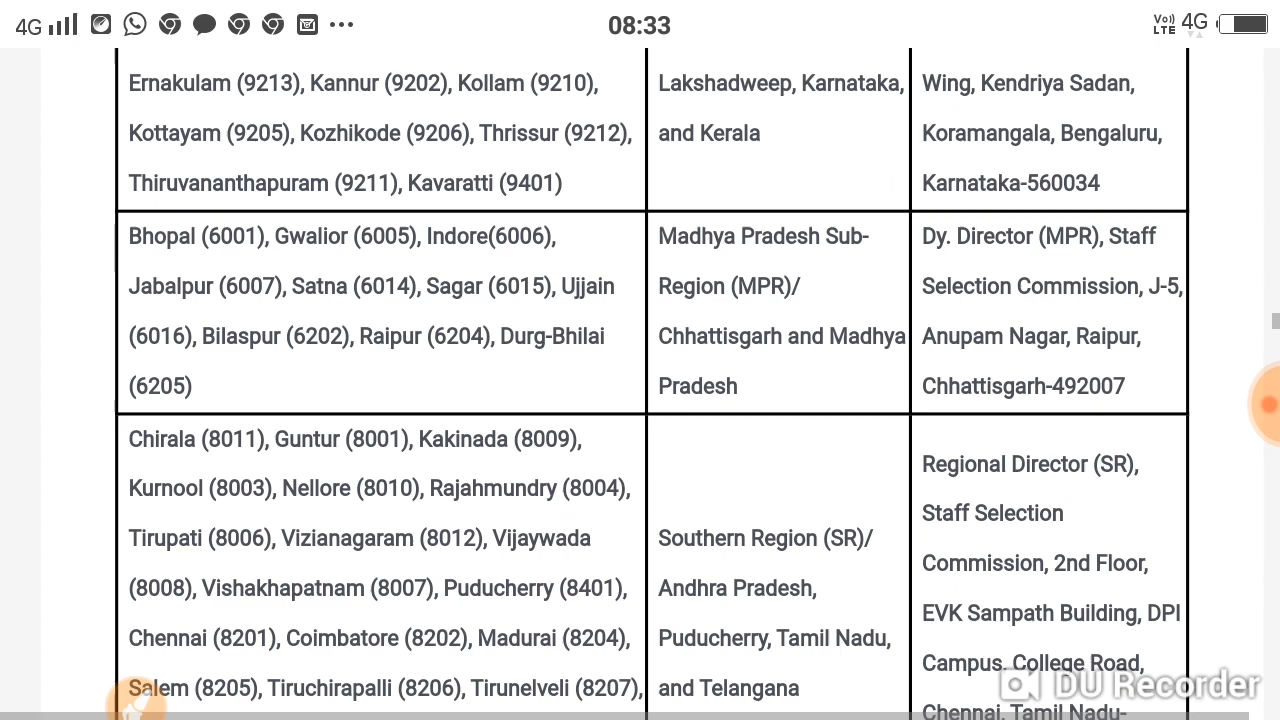 4G 08:33 Vo)) LTE 4G
Ernakulam (9213), Kannur (9202), Kollam (9210),
Kottayam (9205), Kozhikode (9206), Thrissur (9212),
Thiruvananthapuram (9211), Kavaratti (9401)
Lakshadweep, Karnataka,
and Kerala
Wing, Kendriya Sadan,
Koramangala, Bengaluru,
Karnataka-560034
Bhopal (6001), Gwalior (6005), Indore(6006),
Jabalpur (6007), Satna (6014), Sagar (6015), Ujjain
(6016), Bilaspur (6202), Raipur (6204), Durg-Bhilai
(6205)
Madhya Pradesh Sub-
Region (MPR)/
Chhattisgarh and Madhya
Pradesh
Dy. Director (MPR), Staff
Selection Commission, J-5,
Anupam Nagar, Raipur,
Chhattisgarh-492007
Chirala (8011), Guntur (8001), Kakinada (8009),
Kurnool (8003), Nellore (8010), Rajahmundry (8004),
Tirupati (8006), Vizianagaram (8012), Vijaywada
(8008), Vishakhapatnam (8007), Puducherry (8401),
Chennai (8201), Coimbatore (8202), Madurai (8204),
Salem (8205), Tiruchirapalli (8206), Tirunelveli (8207),
Southern Region (SR)/
Andhra Pradesh,
Puducherry, Tamil Nadu,
and Telangana
Regional Director (SR),
Staff Selection
Commission, 2nd Floor,
EVK Sampath Building, DPI
Campus, College Road,
Chennai, Tamil Nadu-
DU Recorder